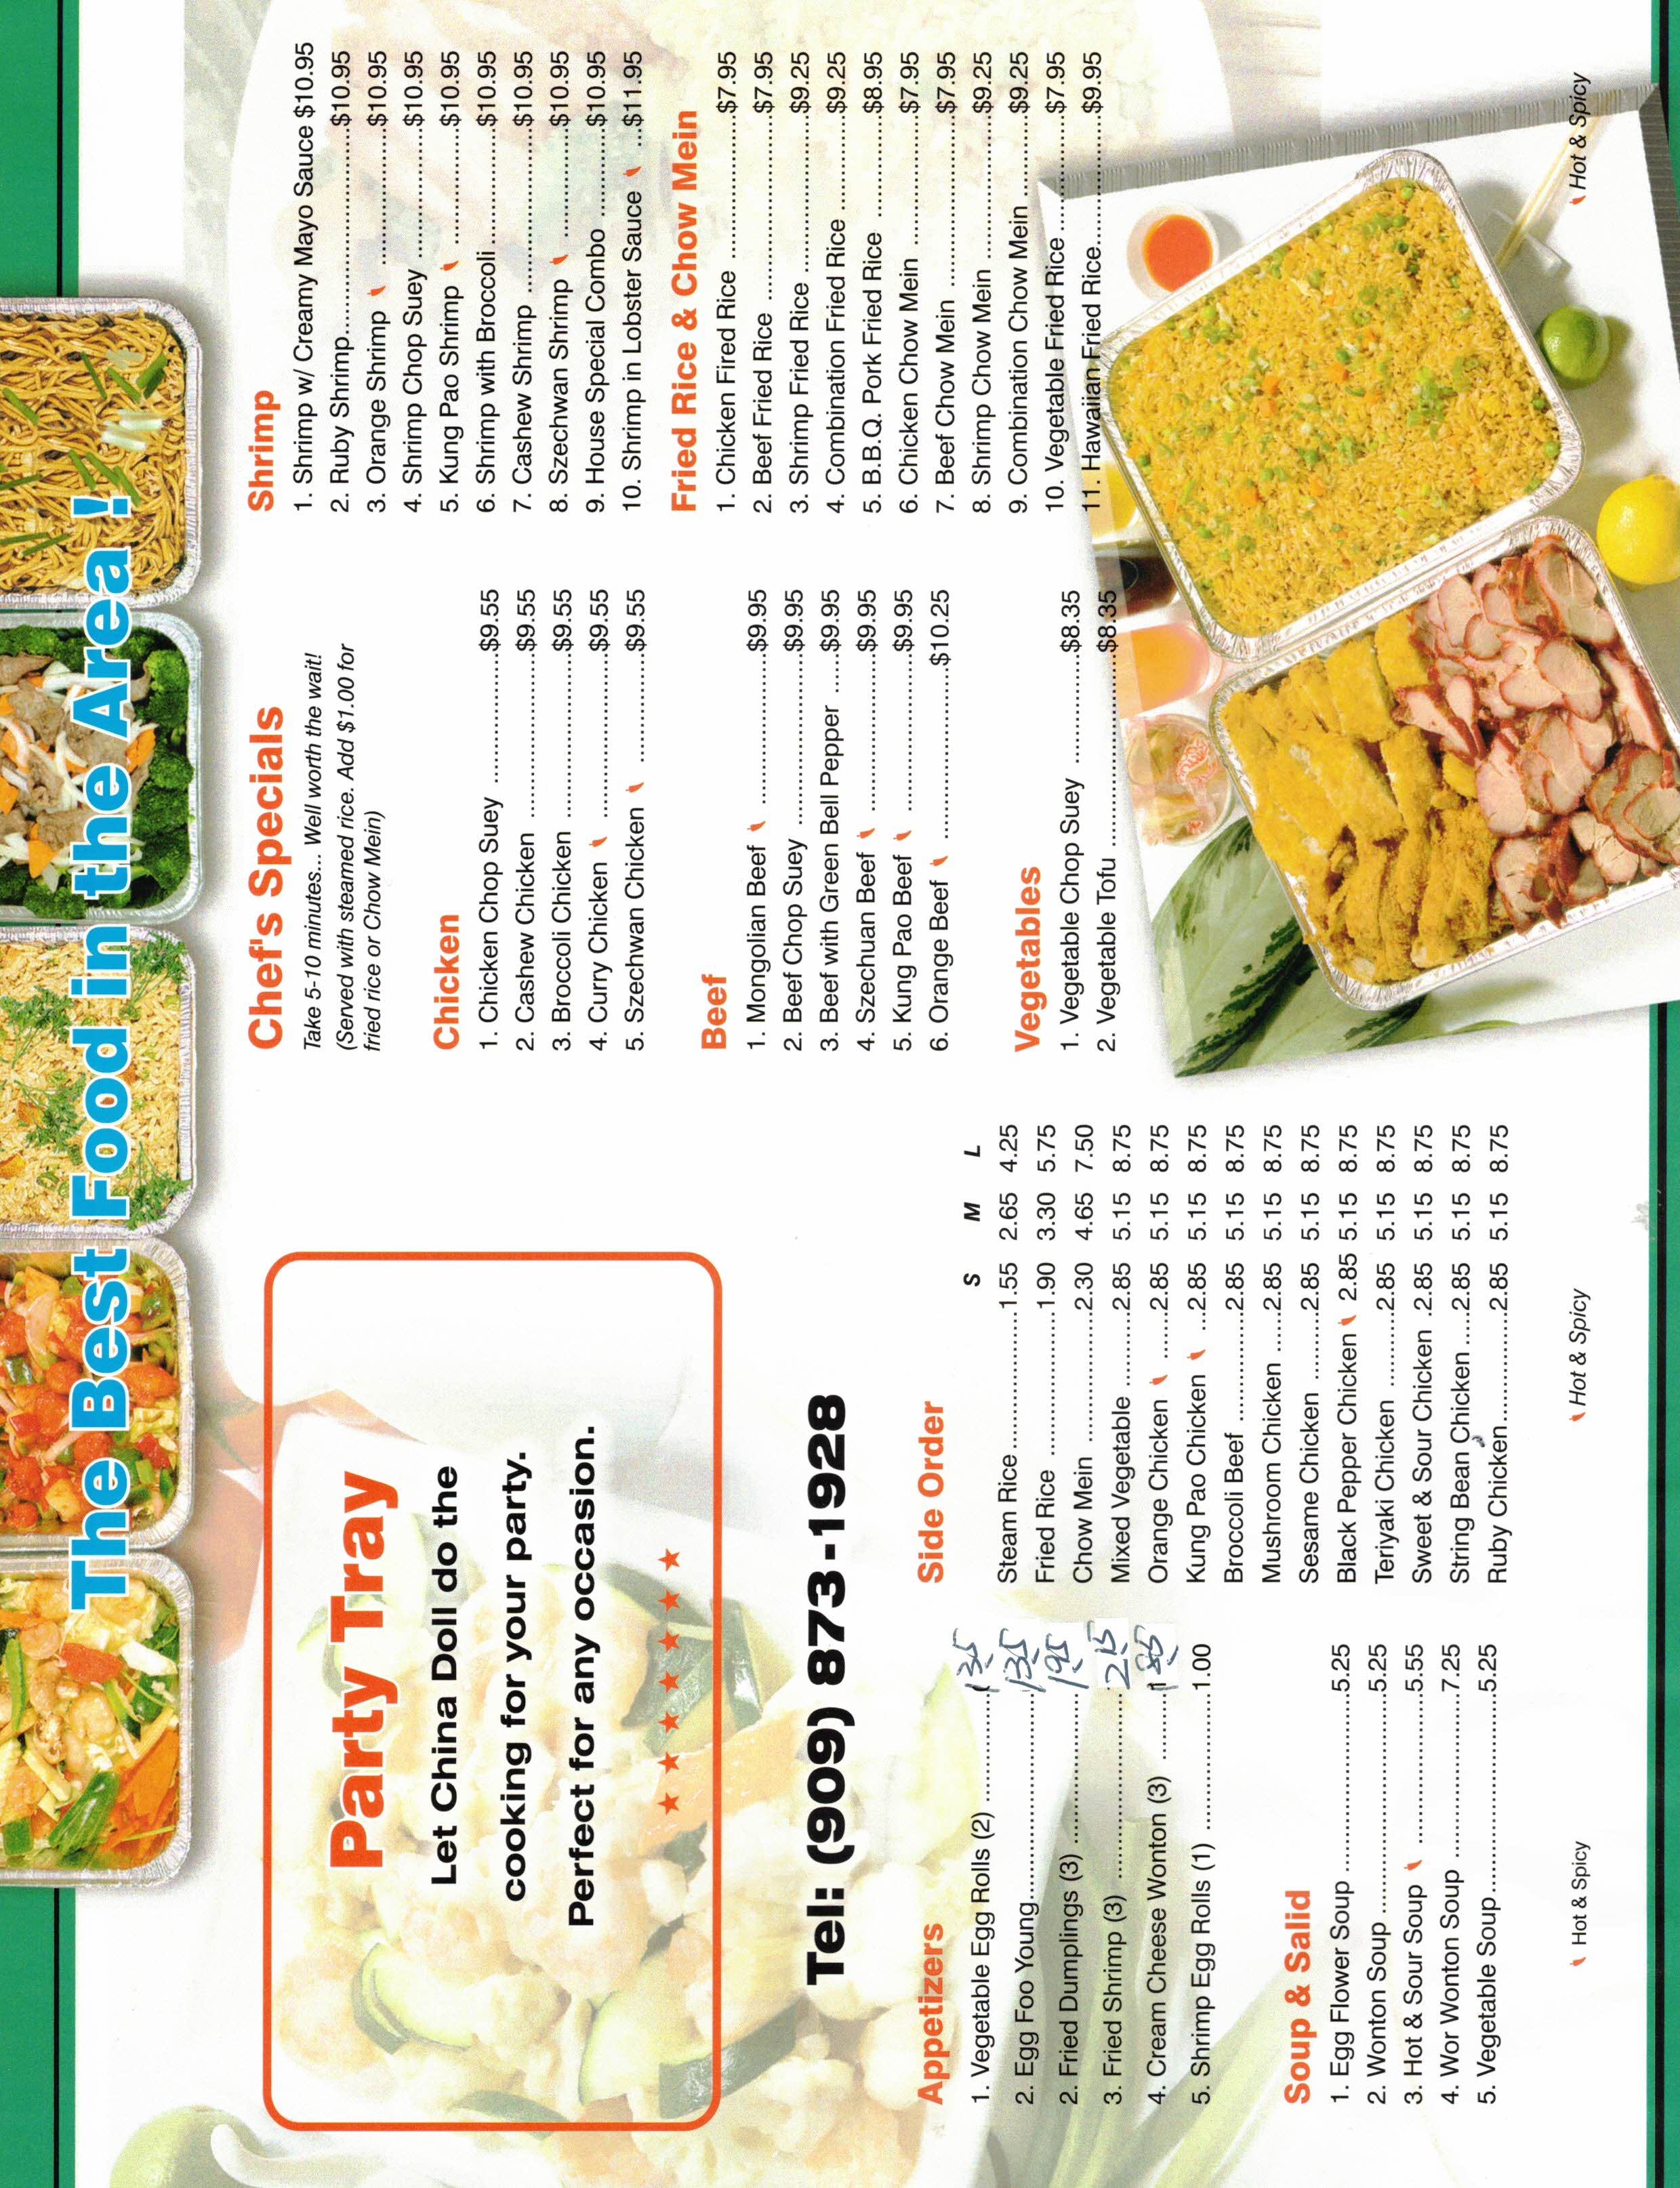 The Best Food in the Area !
Party Tray
Let China Doll do the
cooking for your party.
Perfect for any occasion.
Tel: (909) 873-1928
Appetizers
1. Vegetable Egg Rolls (2) ................1.35
2. Egg Foo Young..............................1.35
2. Fried Dumplings (3) ......................1.95
3. Fried Shrimp (3) ...........................2.15
4. Cream Cheese Wonton (3) ..........1.85
5. Shrimp Egg Rolls (1) ....................1.00
Soup & Salid
1. Egg Flower Soup ..........................5.25
2. Wonton Soup ................................5.25
3. Hot & Sour Soup ......................5.55
4. Wor Wonton Soup ........................7.25
5. Vegetable Soup.............................5.25
Hot & Spicy
Side Order
S M L
Steam Rice....................1.55 2.65 4.25
Fried Rice .....................1.90 3.30 5.75
Chow Mein ...................2.30 4.65 7.50
Mixed Vegetable ...........2.85 5.15 8.75
Orange Chicken .......2.85 5.15 8.75
Kung Pao Chicken ...2.85 5.15 8.75
Broccoli Beef ................2.85 5.15 8.75
Mushroom Chicken ......2.85 5.15 8.75
Sesame Chicken ..........2.85 5.15 8.75
Black Pepper Chicken 2.85 5.15 8.75
Teriyaki Chicken ...........2.85 5.15 8.75
Sweet & Sour Chicken .2.85 5.15 8.75
String Bean Chicken .....2.85 5.15 8.75
Ruby Chicken................2.85 5.15 8.75
Hot & Spicy
Chef's Specials
Take 5-10 minutes... Well worth the wait!
(Served with steamed rice. Add $1.00 for
fried rice or Chow Mein)
Chicken
1. Chicken Chop Suey ...................$9.55
2. Cashew Chicken ........................$9.55
3. Broccoli Chicken ........................$9.55
4. Curry Chicken ........................$9.55
5. Szechwan Chicken ................$9.55
Beef
1. Mongolian Beef ......................$9.95
2. Beef Chop Suey .........................$9.95
3. Beef with Green Bell Pepper ......$9.95
4. Szechuan Beef .......................$9.95
5. Kung Pao Beef .......................$9.95
6. Orange Beef .........................$10.25
Vegetables
1. Vegetable Chop Suey ................$8.35
2. Vegetable Tofu ............................$8.35
Shrimp
1. Shrimp w/ Creamy Mayo Sauce $10.95
2. Ruby Shrimp..............................$10.95
3. Orange Shrimp ....................$10.95
4. Shrimp Chop Suey ...................$10.95
5. Kung Pao Shrimp .................$10.95
6. Shrimp with Broccoli .................$10.95
7. Cashew Shrimp ........................$10.95
8. Szechwan Shrimp ................$10.95
9. House Special Combo .............$10.95
10. Shrimp in Lobster Sauce ...$11.95
Fried Rice & Chow Mein
1. Chicken Fired Rice .....................$7.95
2. Beef Fried Rice ...........................$7.95
3. Shrimp Fried Rice .......................$9.25
4. Combination Fried Rice ..............$9.25
5. B.B.Q. Pork Fried Rice ...............$8.95
6. Chicken Chow Mein ...................$7.95
7. Beef Chow Mein .........................$7.95
8. Shrimp Chow Mein .....................$9.25
9. Combination Chow Mein ............$9.25
10. Vegetable Fried Rice .................$7.95
11. Hawaiian Fried Rice...................$9.95
Hot & Spicy